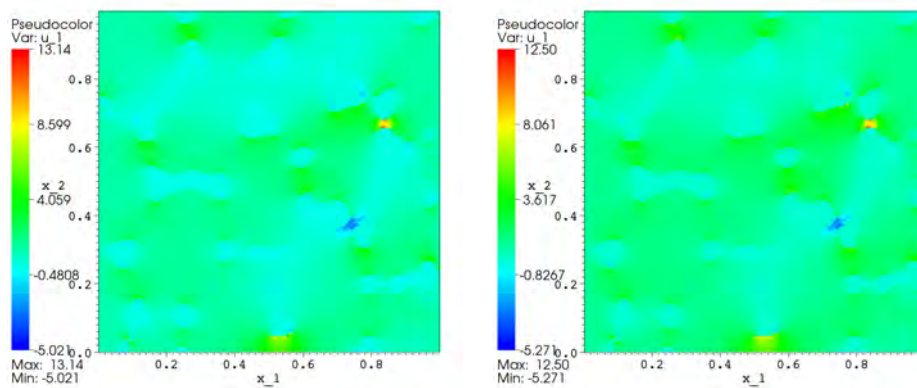 Pseudocolor
Var: u_1
13.14
8.599
x_2
4.059
-0.4808
-5.021
Max: 13.14
Min: -5.021
0.8
0.6
0.4
0.2
0.0
0.2 0.4 0.6 0.8
x_1
Pseudocolor
Var: u_1
12.50
8.061
x_2
3.617
-0.8267
-5.271
Max: 12.50
Min: -5.271
0.8
0.6
0.4
0.2
0.0
0.2 0.4 0.6 0.8
x_1